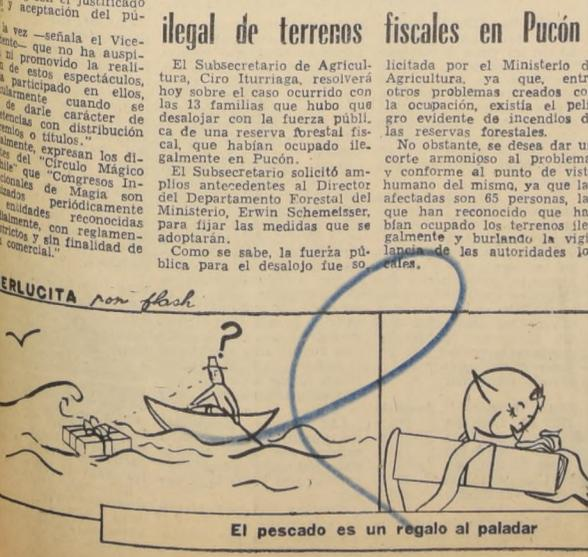 y aceptación del pú-
la vez —señala el Vice-
que no ha auspi-
ni promovido la reali-
de estos espectáculos,
participado en ellos,
cuando se
de darle carácter de
con distribución
o títulos."
expresan los di-
del "Círculo Mágico
que "Congresos In-
de Magia son
periódicamente
entidades reconocidas
con reglamen-
y sin finalidad de
comercial."
ilegal de terrenos fiscales en Pucón
El Subsecretario de Agricul-
tura, Ciro Iturriaga, resolverá
hoy sobre el caso ocurrido con
las 13 familias que hubo que
desalojar con la fuerza públi-
ca de una reserva forestal fis-
cal, que habían ocupado ile-
galmente en Pucón.
El Subsecretario solicitó am-
plios antecedentes al Director
del Departamento Forestal del
Ministerio, Erwin Schemelsser,
para fijar las medidas que se
adoptarán.
Como se sabe, la fuerza pú-
blica para el desalojo fue so-
licitada por el Ministerio d
Agricultura, ya que, entr
otros problemas creados co
la ocupación, existía el peli
gro evidente de incendios d
las reservas forestales.
No obstante, se desea dar un
corte armonioso al problema
y conforme al punto de vist
humano del mismo, ya que la
afectadas son 65 personas, la
que han reconocido que ha
bían ocupado los terrenos ile
galmente y burlando la vigi
lancia de las autoridades lo
cales.
ERLUCITA por flash
?
El pescado es un regalo al paladar